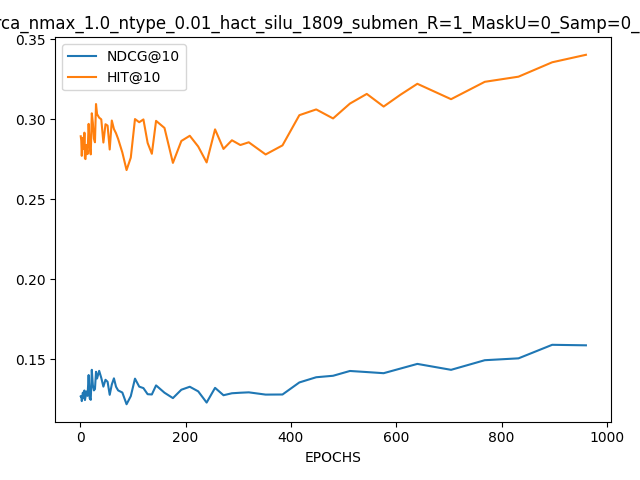 rca_nmax_1.0_ntype_0.01_hact_silu_1809_submen_R=1_MaskU=0_Samp=0_
NDCG@10
HIT@10
0.35
0.30
0.25
0.20
0.15
0 200 400 600 800 1000
EPOCHS